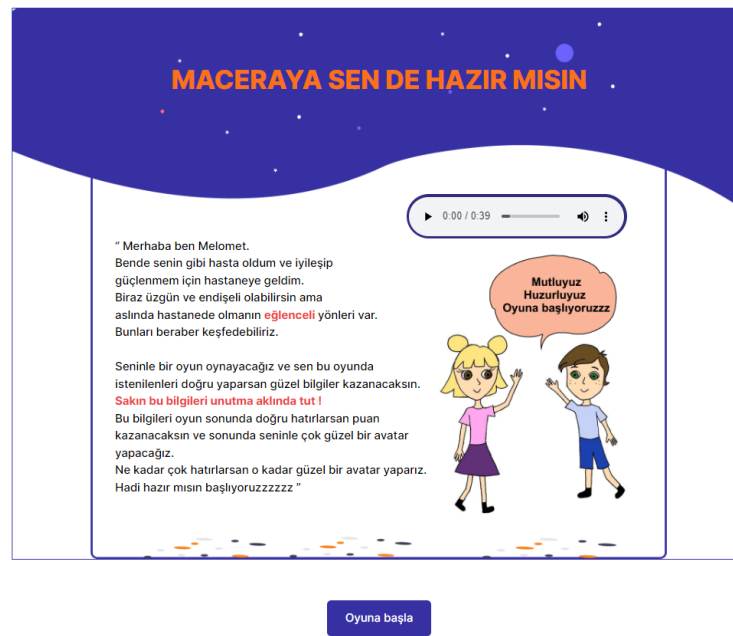 MACERAYA SEN DE HAZIR MISIN
0:00 / 0:39
“ Merhaba ben Melomet.
Bende senin gibi hasta oldum ve iyileşip
güçlenmem için hastaneye geldim.
Biraz üzgün ve endişeli olabilirsin ama
aslında hastanede olmanın eğlenceli yönleri var.
Bunları beraber keşfedebiliriz.
Seninle bir oyun oynayacağız ve sen bu oyunda
istenilenleri doğru yaparsan güzel bilgiler kazanacaksın.
Sakın bu bilgileri unutma aklında tut !
Bu bilgileri oyun sonunda doğru hatırlarsan puan
kazanacaksın ve sonunda seninle çok güzel bir avatar
yapacağız.
Ne kadar çok hatırlarsan o kadar güzel bir avatar yaparız.
Hadi hazır mısın başlıyoruzzzzzz ”
Mutluyuz
Huzurluyuz
Oyuna başlıyoruzzz
Oyuna başla